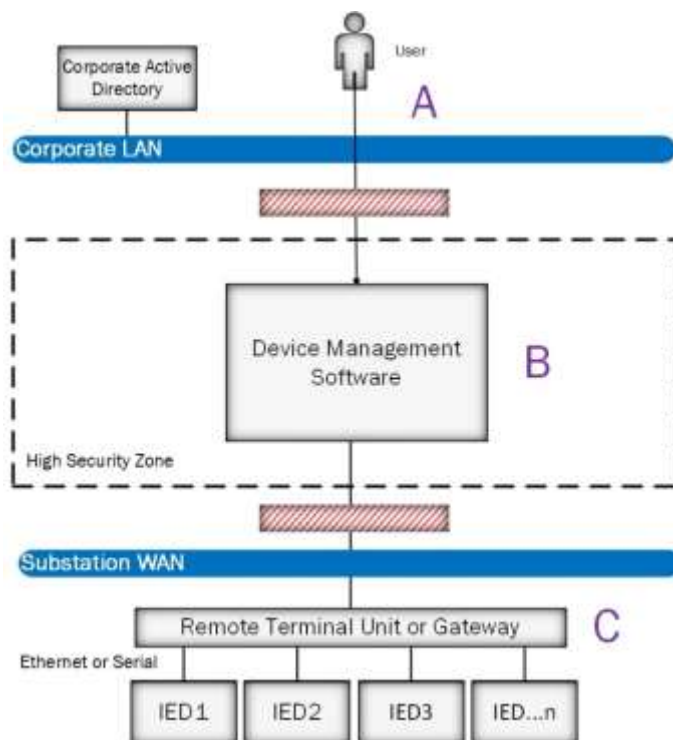 User
Corporate Active
Directory
A
Corporate LAN
Device Management
Software
B
High Security Zone
Substation WAN
Remote Terminal Unit or Gateway
C
Ethernet or Serial
IED1
IED2
IED3
IED...n